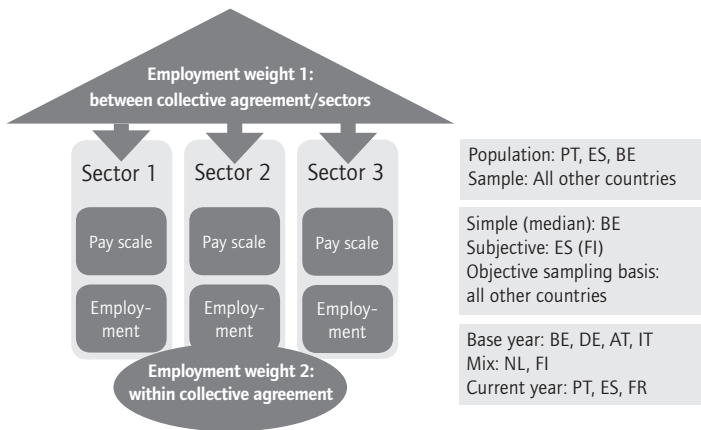 Employment weight 1:
between collective agreement/sectors
Sector 1
Sector 2
Sector 3
Pay scale
Pay scale
Pay scale
Employ-
ment
Employ-
ment
Employ-
ment
Employment weight 2:
within collective agreement
Population: PT, ES, BE
Sample: All other countries
Simple (median): BE
Subjective: ES (FI)
Objective sampling basis:
all other countries
Base year: BE, DE, AT, IT
Mix: NL, FI
Current year: PT, ES, FR